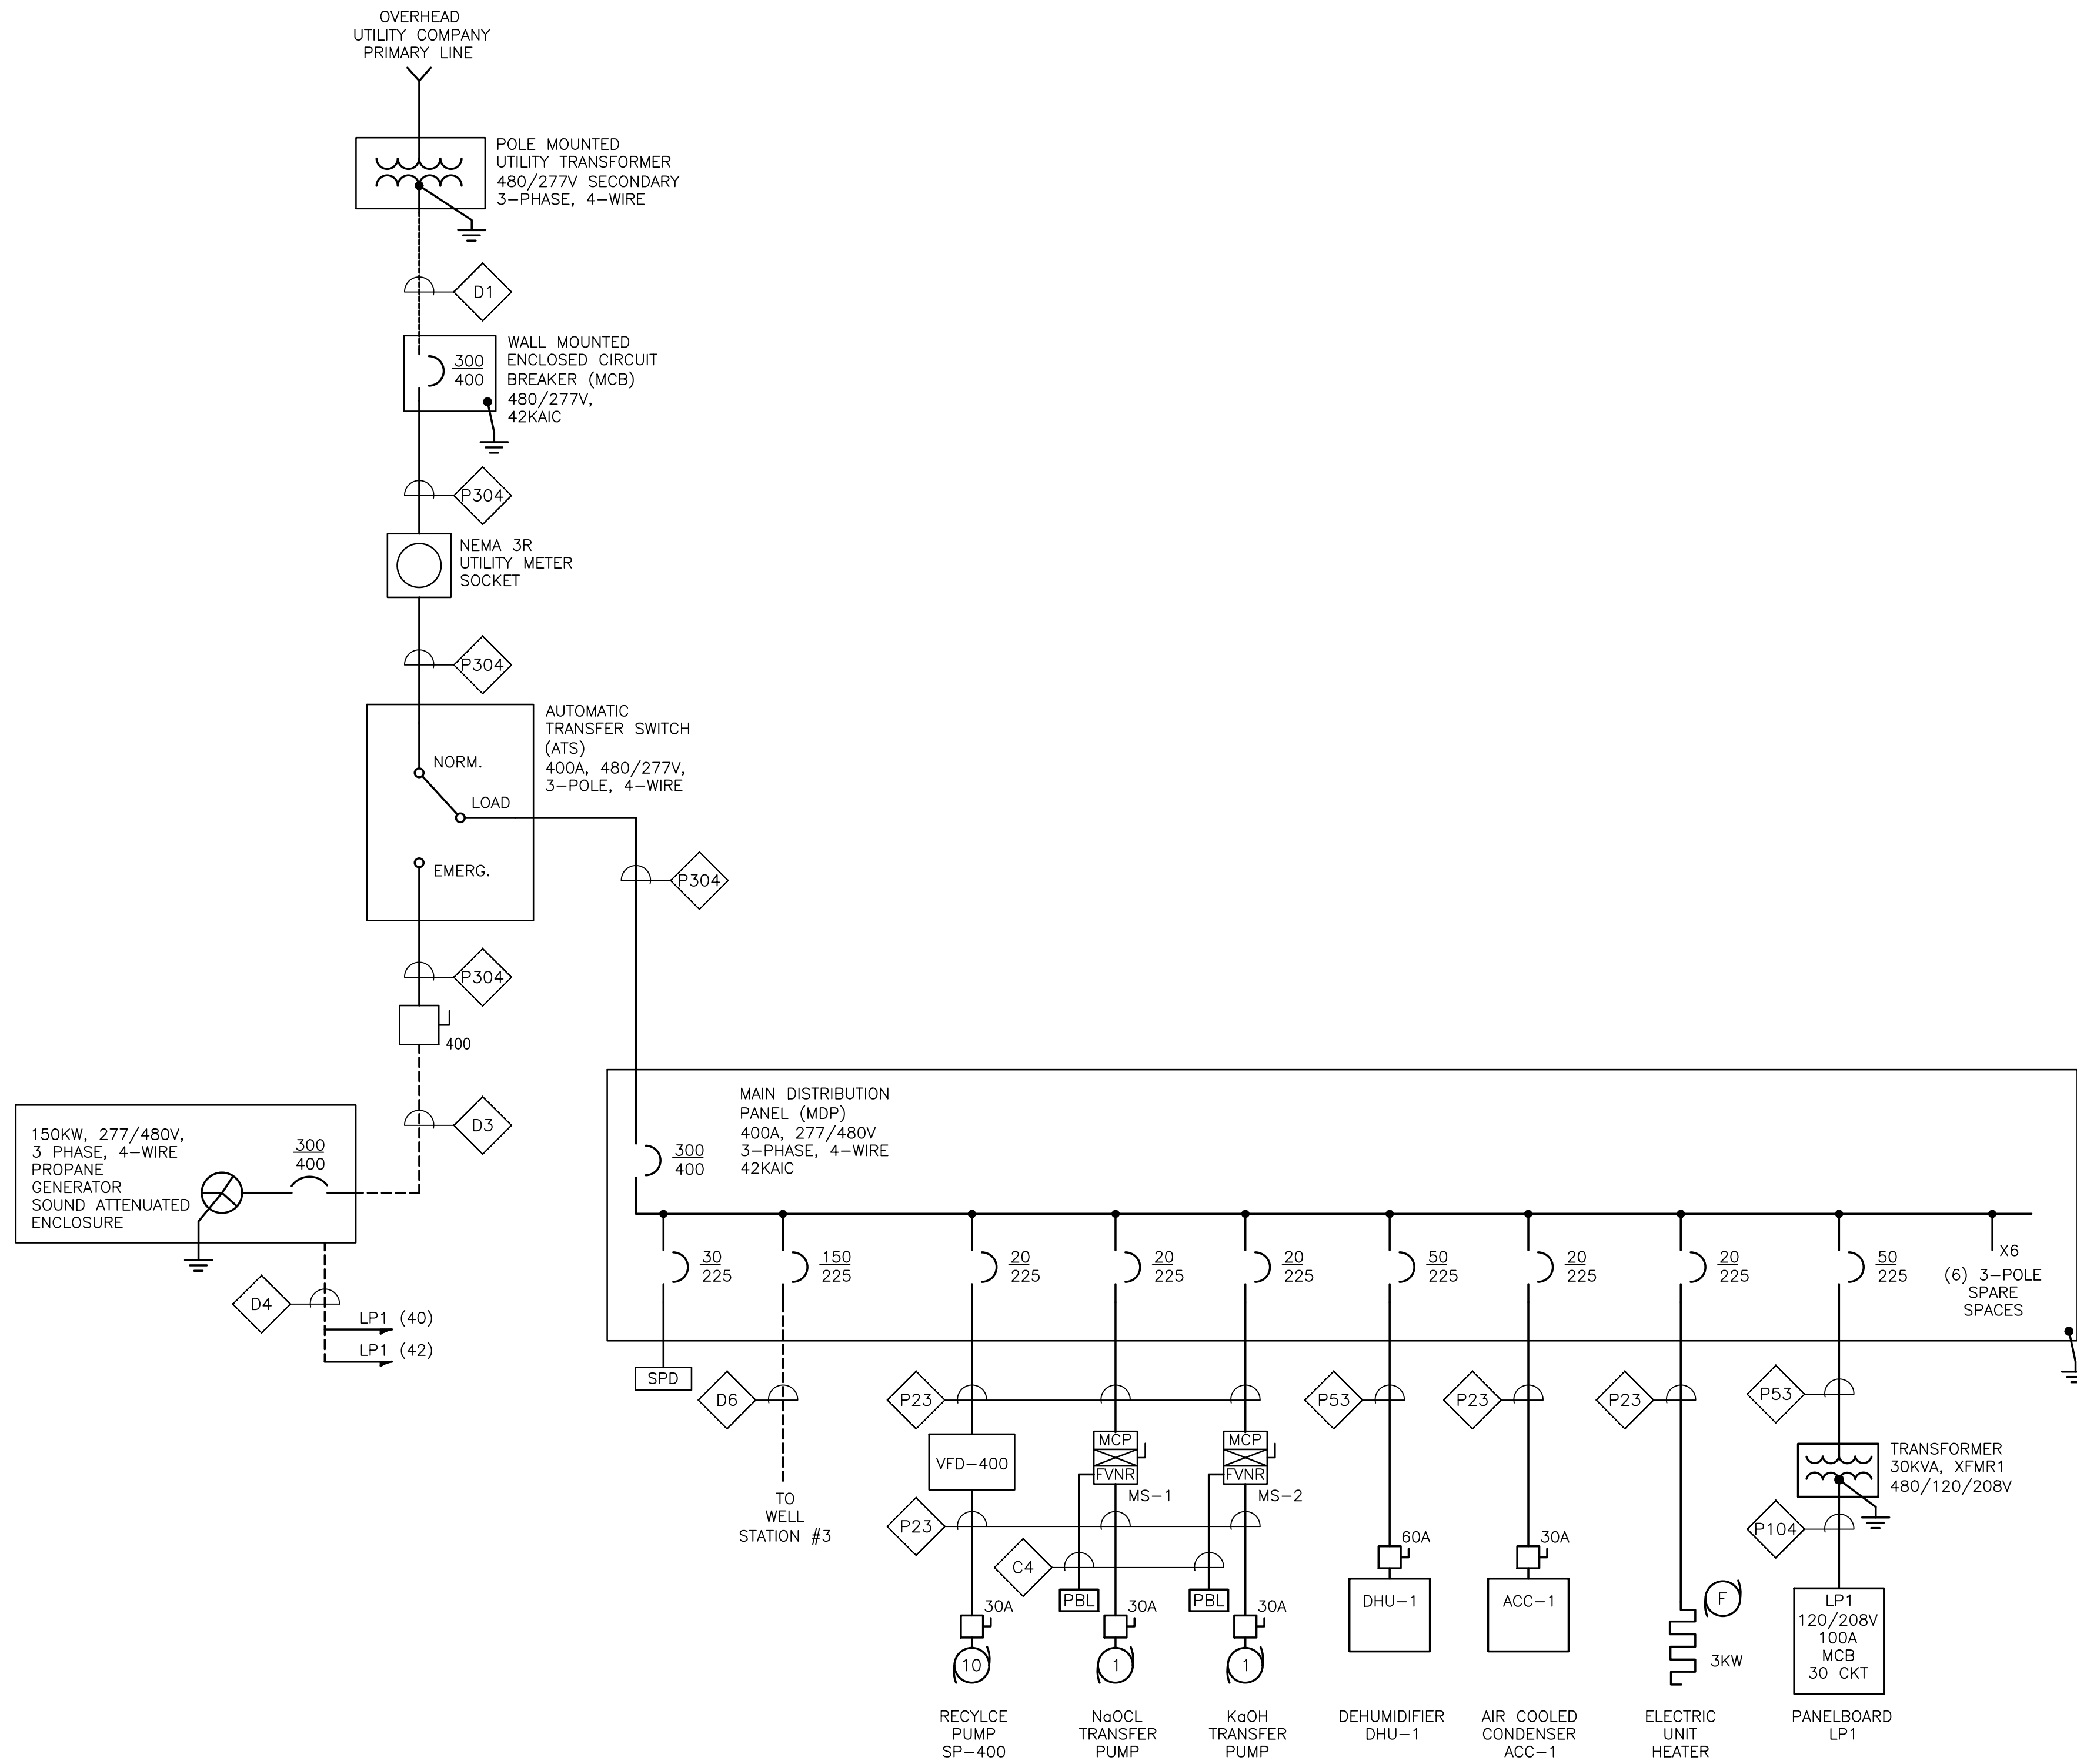 OVERHEAD
UTILITY COMPANY
PRIMARY LINE
POLE MOUNTED
UTILITY TRANSFORMER
480/277V SECONDARY
3-PHASE, 4-WIRE
D1
WALL MOUNTED
ENCLOSED CIRCUIT
BREAKER (MCB)
480/277V,
42KAIC
300
400
P304
NEMA 3R
UTILITY METER
SOCKET
P304
AUTOMATIC
TRANSFER SWITCH
(ATS)
400A, 480/277V,
3-POLE, 4-WIRE
NORM.
LOAD
EMERG.
P304
P304
400
D3
150KW, 277/480V,
3 PHASE, 4-WIRE
PROPANE
GENERATOR
SOUND ATTENUATED
ENCLOSURE
300
400
D4
LP1 (40)
LP1 (42)
MAIN DISTRIBUTION
PANEL (MDP)
400A, 277/480V
3-PHASE, 4-WIRE
42KAIC
300
400
30
225
150
225
20
225
20
225
20
225
50
225
20
225
20
225
50
225
X6
(6) 3-POLE
SPARE
SPACES
SPD
D6
TO
WELL
STATION #3
P23
VFD-400
MCP
FVNR
MS-1
MCP
FVNR
MS-2
P23
C4
PBL
PBL
30A
30A
30A
10
1
1
P53
60A
DHU-1
P23
30A
ACC-1
P23
F
3KW
P53
TRANSFORMER
30KVA, XFMR1
480/120/208V
P104
LP1
120/208V
100A
MCB
30 CKT
RECYLCE
PUMP
SP-400
NaOCL
TRANSFER
PUMP
KaOH
TRANSFER
PUMP
DEHUMIDIFIER
DHU-1
AIR COOLED
CONDENSER
ACC-1
ELECTRIC
UNIT
HEATER
PANELBOARD
LP1